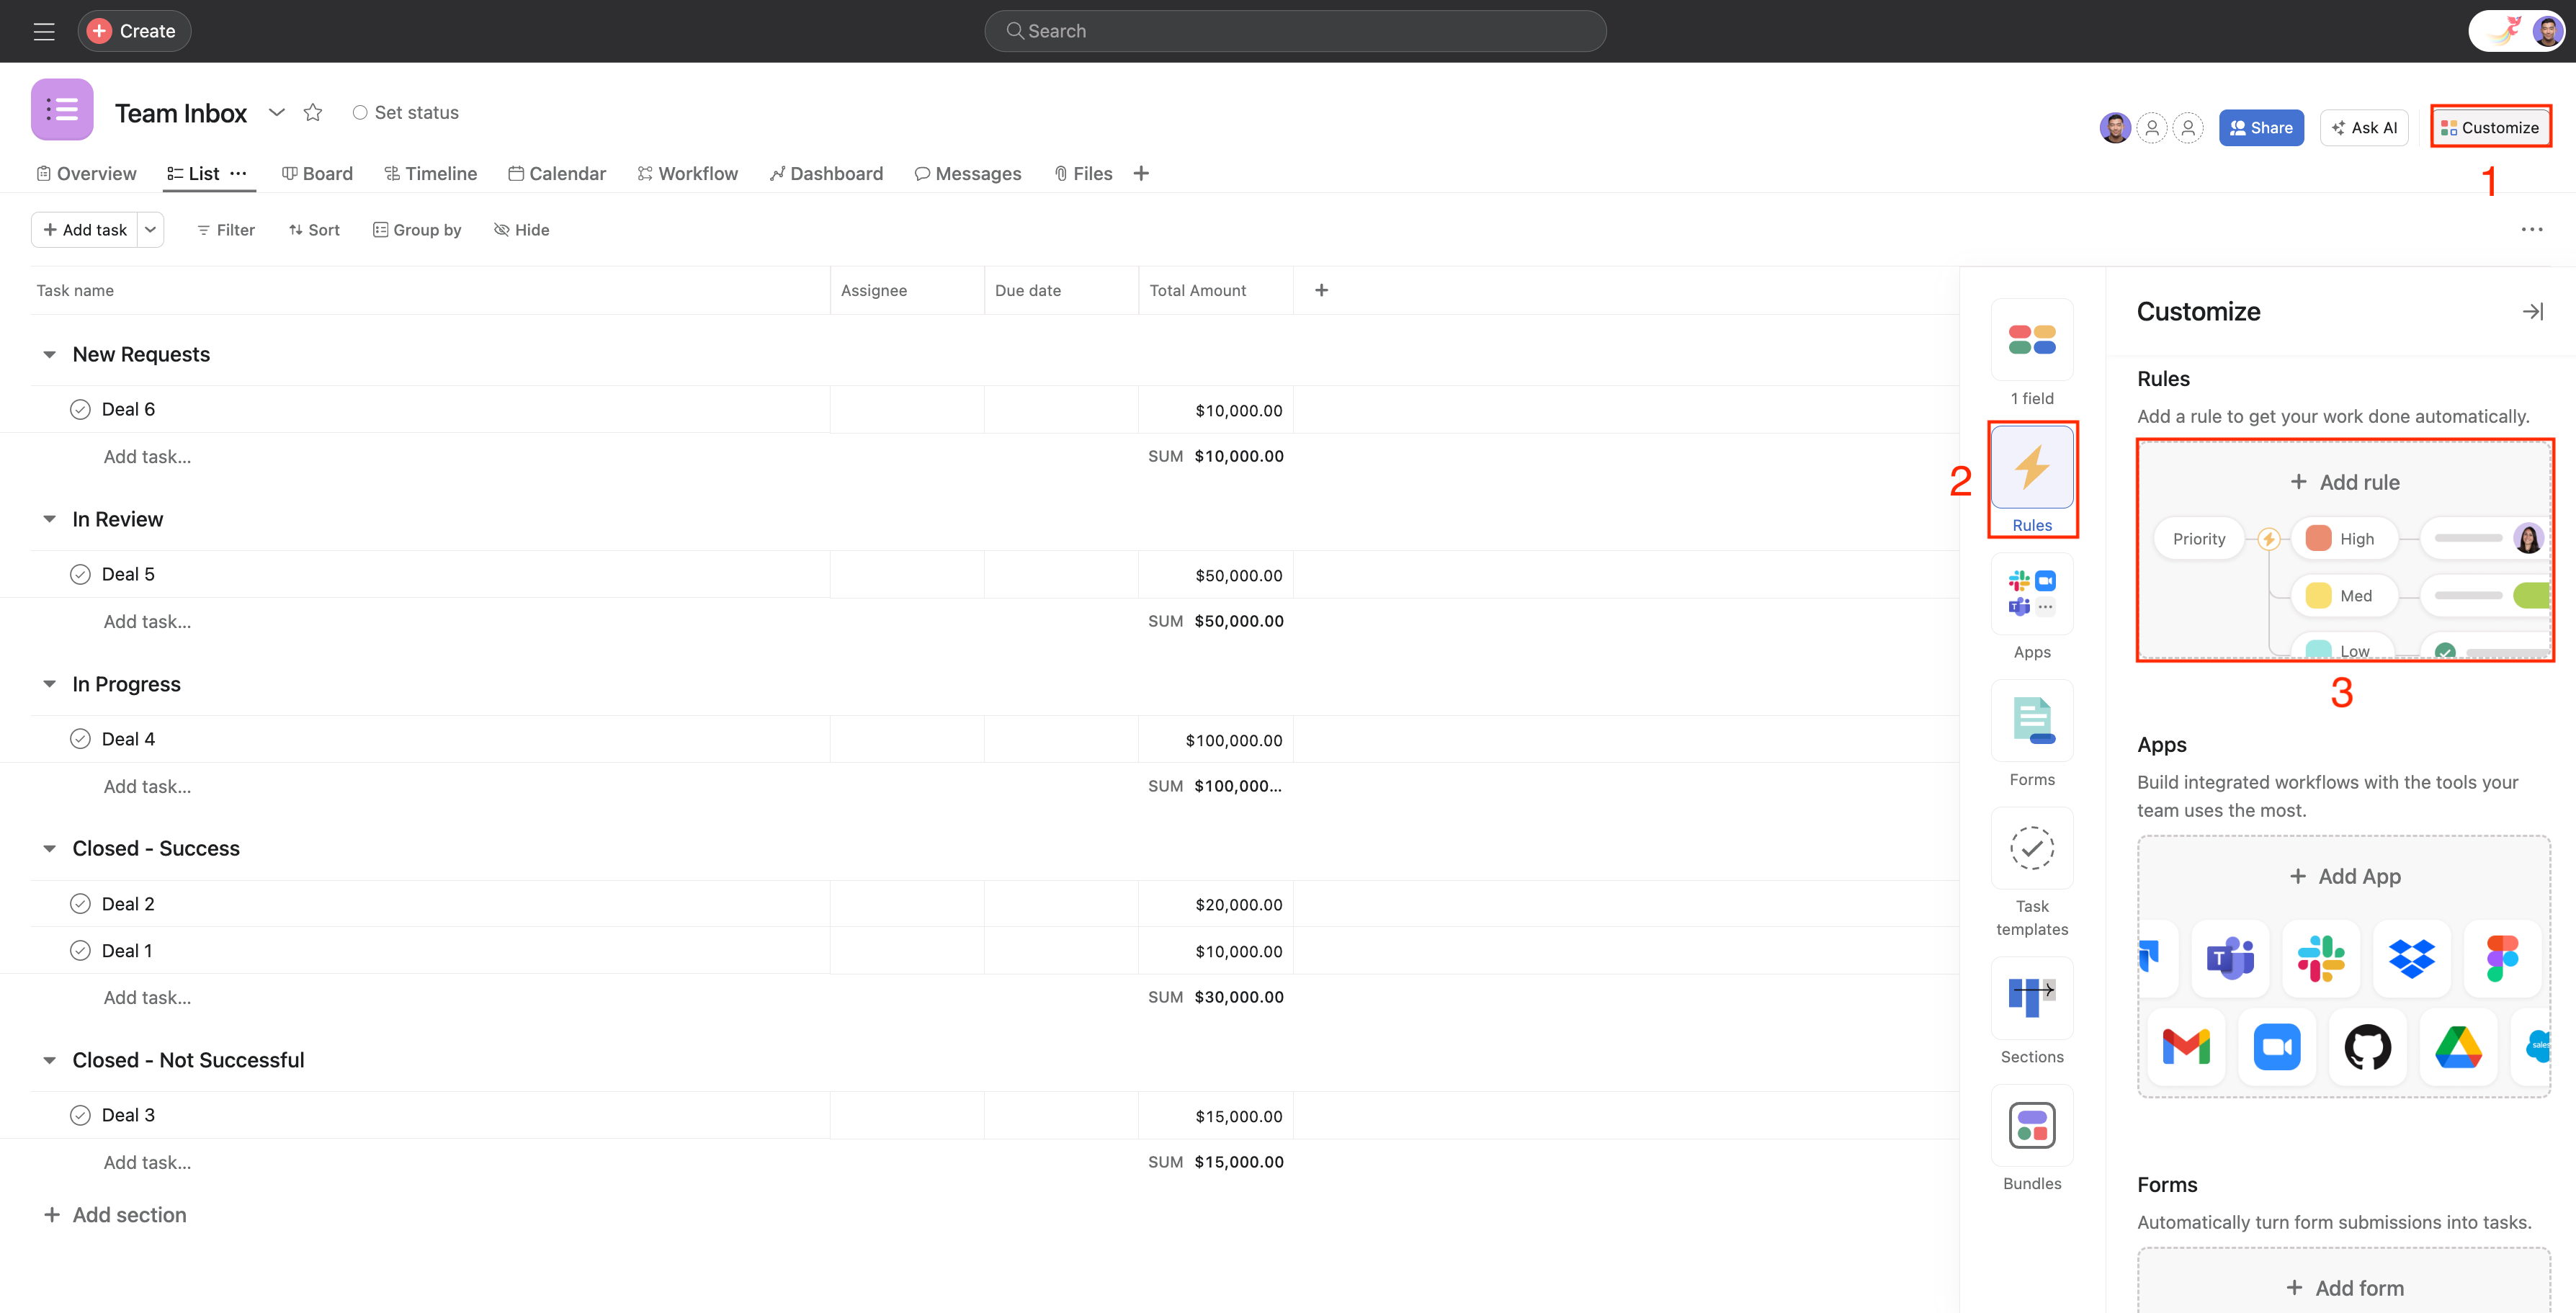 Create
Search
Team Inbox
Set status
Share
Ask AI
Customize
1
Overview
List
Board
Timeline
Calendar
Workflow
Dashboard
Messages
Files
Add task
Filter
Sort
Group by
Hide
Task name
Assignee
Due date
Total Amount
New Requests
Deal 6
$10,000.00
Add task...
SUM $10,000.00
In Review
Deal 5
$50,000.00
Add task...
SUM $50,000.00
In Progress
Deal 4
$100,000.00
Add task...
SUM $100,000...
Closed - Success
Deal 2
$20,000.00
Deal 1
$10,000.00
Add task...
SUM $30,000.00
Closed - Not Successful
Deal 3
$15,000.00
Add task...
SUM $15,000.00
Add section
1 field
2
Rules
Apps
Forms
Task
templates
Sections
Bundles
Customize
Rules
Add a rule to get your work done automatically.
Add rule
Priority
High
Med
Low
3
Apps
Build integrated workflows with the tools your
team uses the most.
Add App
T
sales
Forms
Automatically turn form submissions into tasks.
Add form